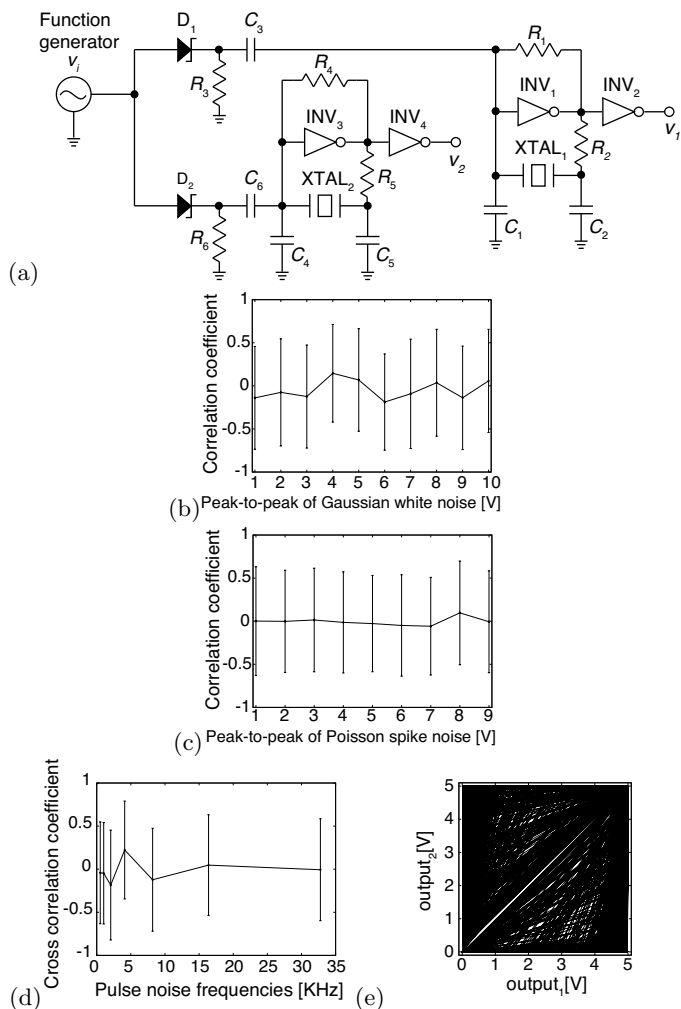 Function generator
v_i
D_1
C_3
R_3
R_4
R_1
INV_3
INV_4
INV_1
INV_2
v_2
v_1
XTAL_2
R_5
XTAL_1
R_2
D_2
C_6
R_6
C_4
C_5
C_1
C_2
(a)
Correlation coefficient
1
0.5
0
-0.5
-1
1 2 3 4 5 6 7 8 9 10
(b) Peak-to-peak of Gaussian white noise [V]
Correlation coefficient
1
0.5
0
-0.5
-1
1 2 3 4 5 6 7 8 9
(c) Peak-to-peak of Poisson spike noise [V]
Cross correlation coefficient
1
0.5
0
-0.5
-1
0 5 10 15 20 25 30 35
(d) Pulse noise frequencies [KHz]
output_2[V]
5
4
3
2
1
0
0 1 2 3 4 5
(e) output_1[V]